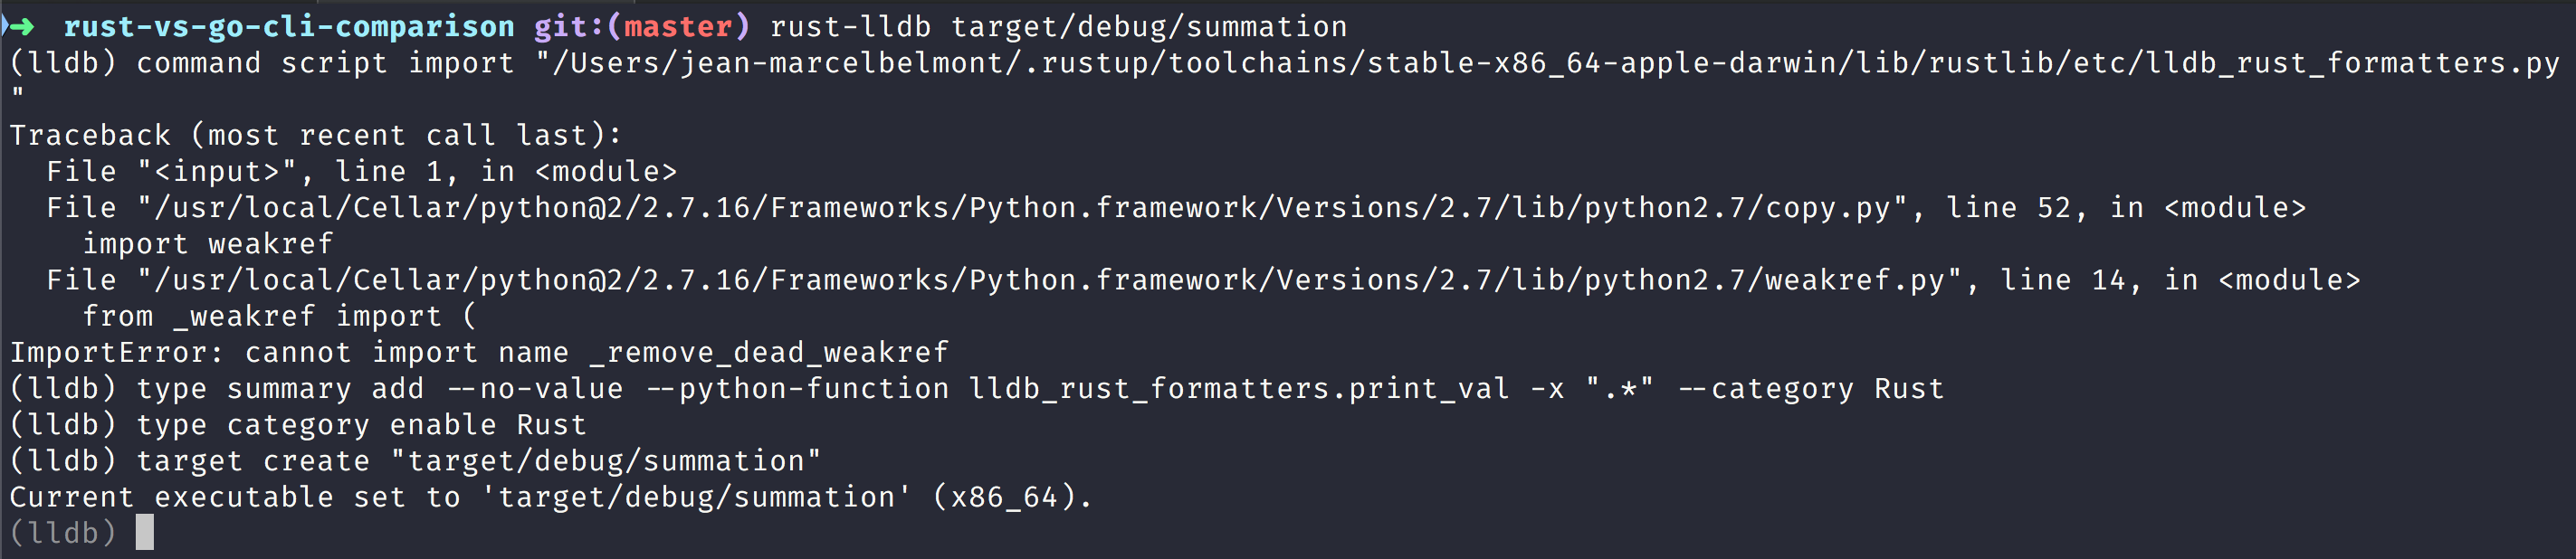 ➜  rust-vs-go-cli-comparison git:(master) rust-lldb target/debug/summation
(lldb) command script import "/Users/jean-marcelbelmont/.rustup/toolchains/stable-x86_64-apple-darwin/lib/rustlib/etc/lldb_rust_formatters.py
"
Traceback (most recent call last):
  File "<input>", line 1, in <module>
  File "/usr/local/Cellar/python@2/2.7.16/Frameworks/Python.framework/Versions/2.7/lib/python2.7/copy.py", line 52, in <module>
    import weakref
  File "/usr/local/Cellar/python@2/2.7.16/Frameworks/Python.framework/Versions/2.7/lib/python2.7/weakref.py", line 14, in <module>
    from _weakref import (
ImportError: cannot import name _remove_dead_weakref
(lldb) type summary add --no-value --python-function lldb_rust_formatters.print_val -x ".*" --category Rust
(lldb) type category enable Rust
(lldb) target create "target/debug/summation"
Current executable set to 'target/debug/summation' (x86_64).
(lldb)